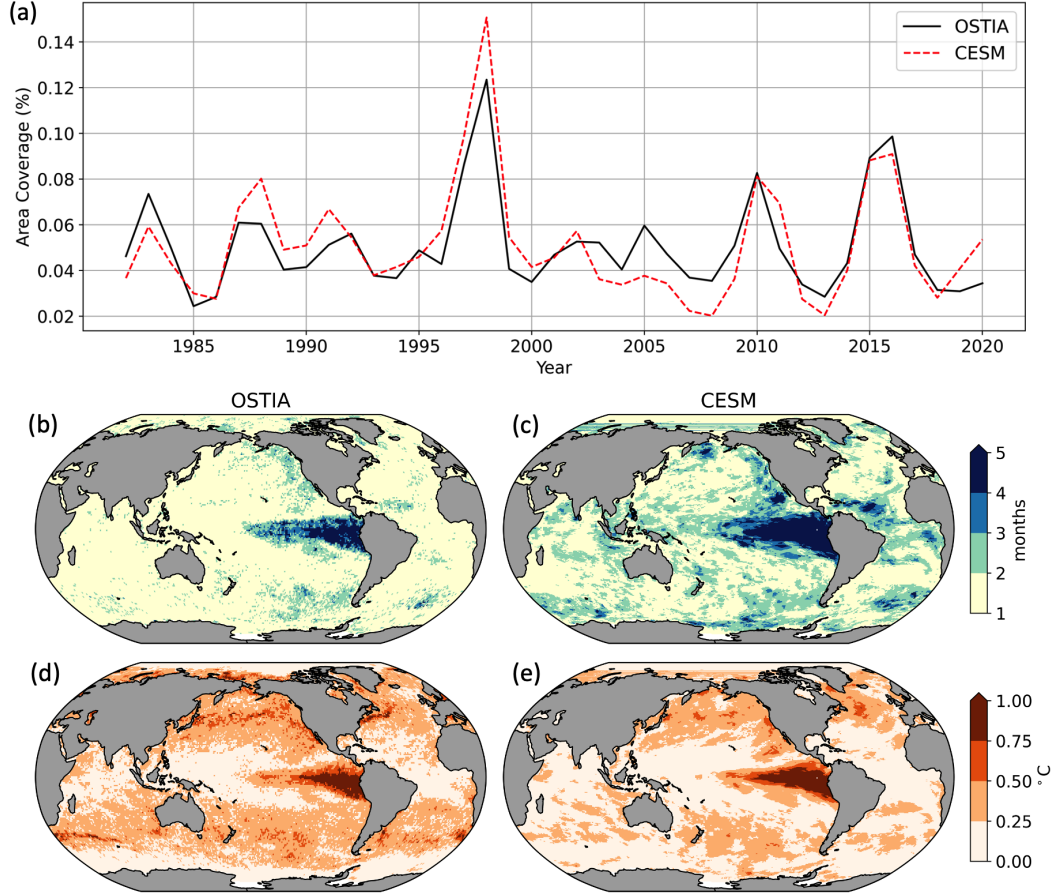 (a)
OSTIA
CESM
0.14
0.12
0.10
0.08
0.06
0.04
0.02
Area Coverage (%)
1985
1990
1995
2000
2005
2010
2015
2020
Year
OSTIA
CESM
(b)
(c)
5
4
3
2
1
months
(d)
(e)
1.00
0.75
0.50
0.25
0.00
°C